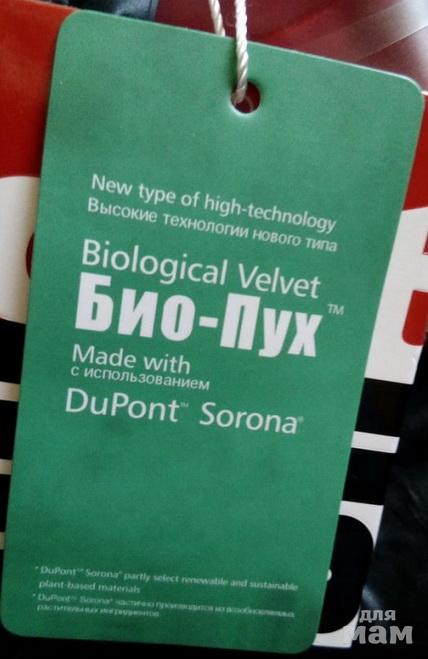 New type of high-technology
Высокие технологии нового типа
Biological Velvet
Био-Пух™
Made with
с использованием
DuPont™ Sorona®
* DuPont™ Sorona® partly select renewable and sustainable
plant-based materials
* DuPont™ Sorona® частично производится из возобновляемых
растительных ингридиентов
для
мам